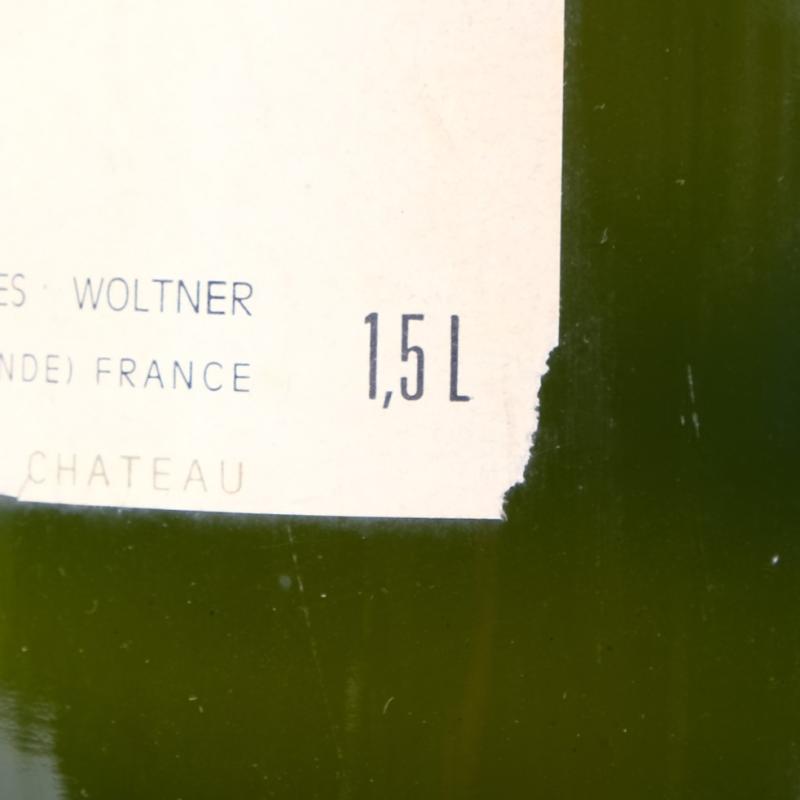 ES WOLTNER
NDE) FRANCE
1,5 L
CHATEAU